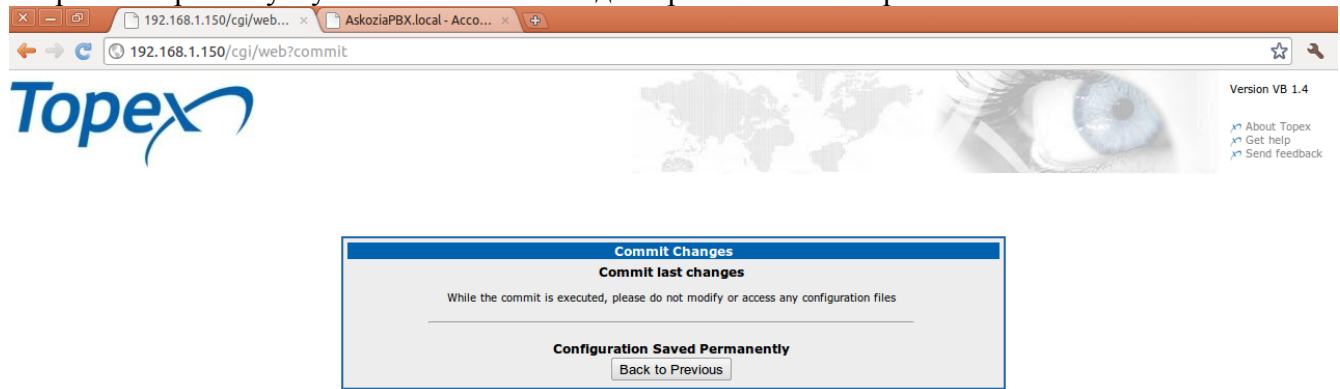 192.168.1.150/cgi/web...
AskoziaPBX.local - Acco...
192.168.1.150/cgi/web?commit
Topex
Version VB 1.4
About Topex
Get help
Send feedback
Commit Changes
Commit last changes
While the commit is executed, please do not modify or access any configuration files
Configuration Saved Permanently
Back to Previous